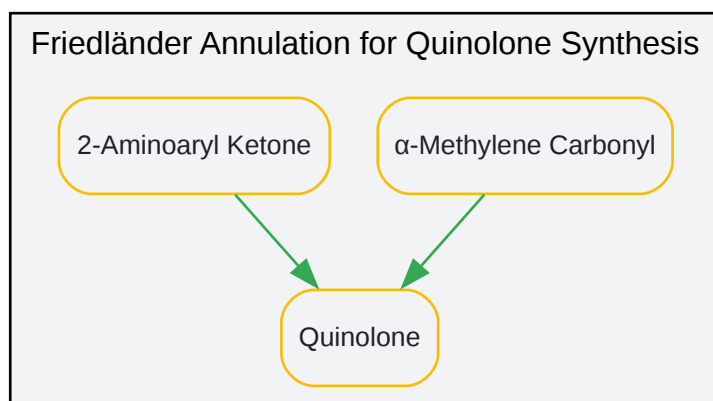 Friedländer Annulation for Quinolone Synthesis
2-Aminoaryl Ketone
α-Methylene Carbonyl
Quinolone